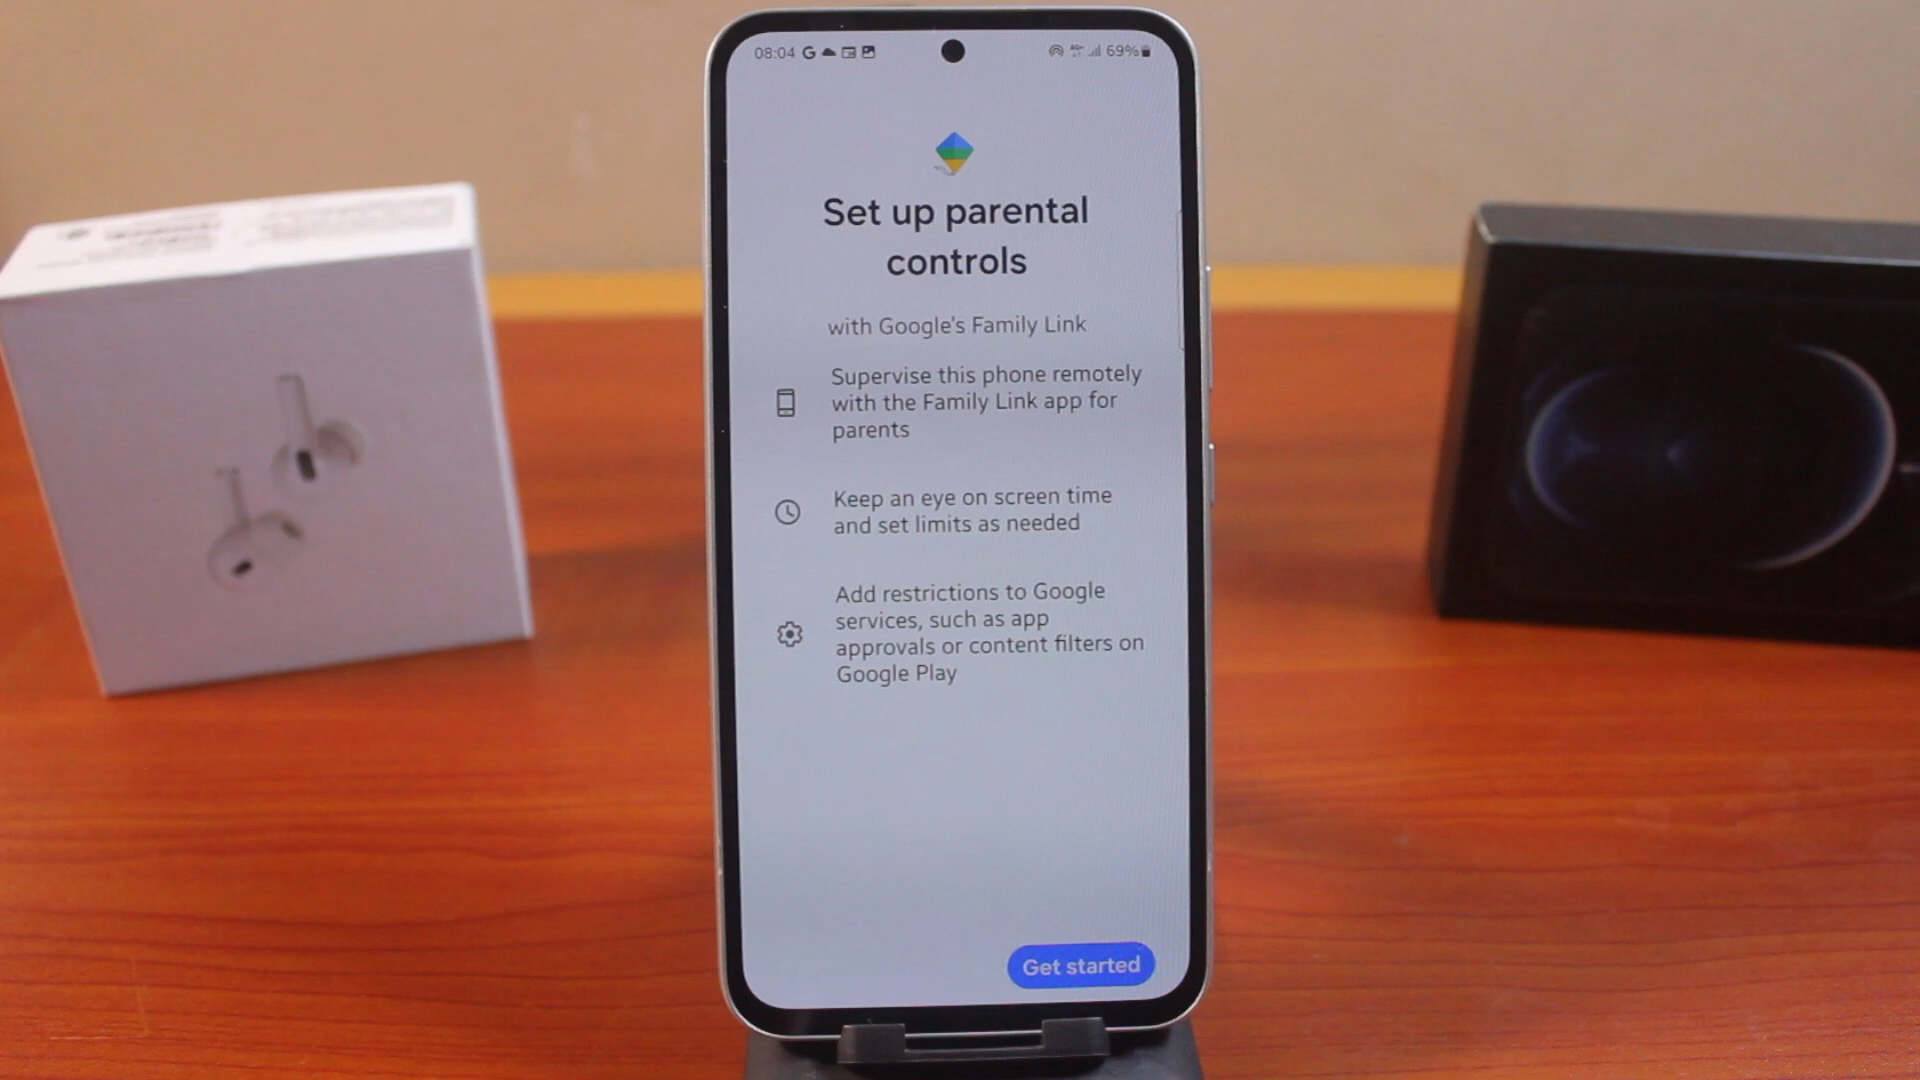 08:04
69%
Set up parental
controls
with Google's Family Link
Supervise this phone remotely
with the Family Link app for
parents
Keep an eye on screen time
and set limits as needed
Add restrictions to Google
services, such as app
approvals or content filters on
Google Play
Get started